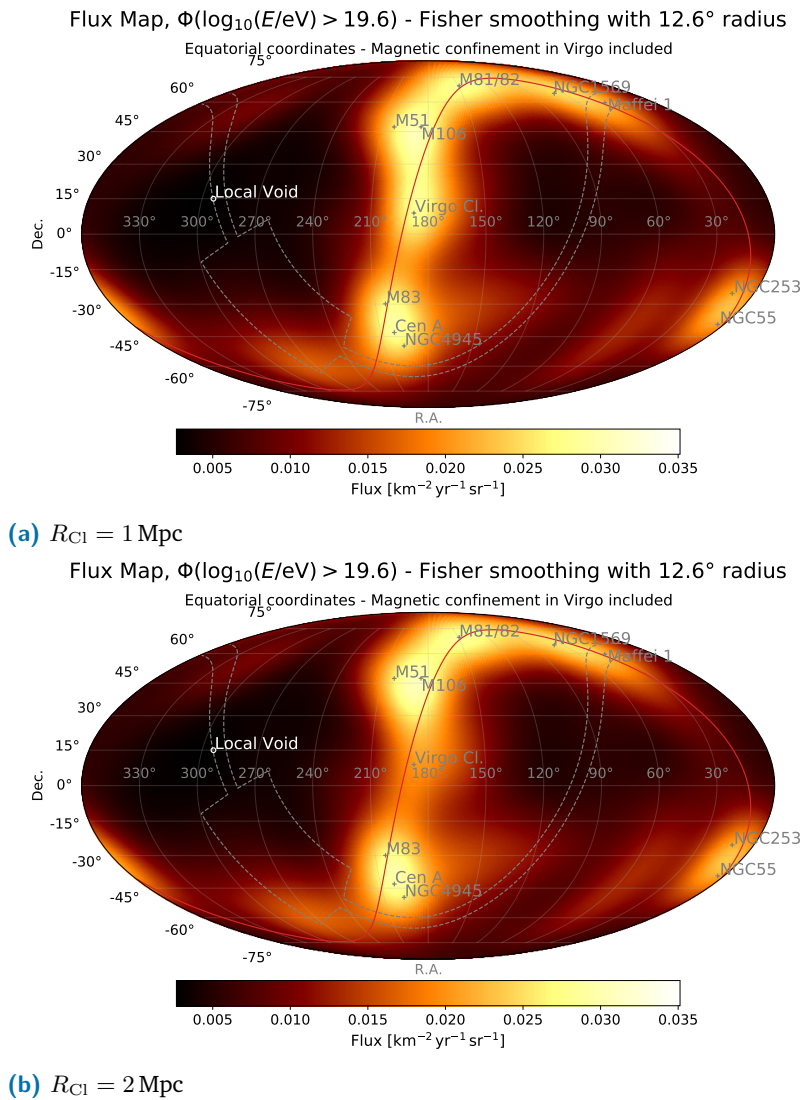 Flux Map, Φ(log₁₀(E/eV) > 19.6) - Fisher smoothing with 12.6° radius
Equatorial coordinates - Magnetic confinement in Virgo included
75°
60°
M81/82
NGC1569
Maffei 1
45°
M51
M106
30°
Local Void
15°
Virgo Cl.
330° 300° 270° 210° 180° 150° 120° 90° 60° 30°
Dec.
0°
-15°
NGC253
-30°
M83
NGC55
Cen A
NGC4945
-45°
-60°
-75°
R.A.
0.005 0.010 0.015 0.020 0.025 0.030 0.035
Flux [km⁻² yr⁻¹ sr⁻¹]
(a) R_Cl = 1 Mpc
Flux Map, Φ(log₁₀(E/eV) > 19.6) - Fisher smoothing with 12.6° radius
Equatorial coordinates - Magnetic confinement in Virgo included
75°
60°
M81/82
NGC1569
Maffei 1
45°
M51
M106
30°
Local Void
15°
Virgo Cl.
330° 300° 270° 210° 180° 150° 120° 90° 60° 30°
Dec.
0°
-15°
NGC253
-30°
M83
NGC55
Cen A
NGC4945
-45°
-60°
-75°
R.A.
0.005 0.010 0.015 0.020 0.025 0.030 0.035
Flux [km⁻² yr⁻¹ sr⁻¹]
(b) R_Cl = 2 Mpc